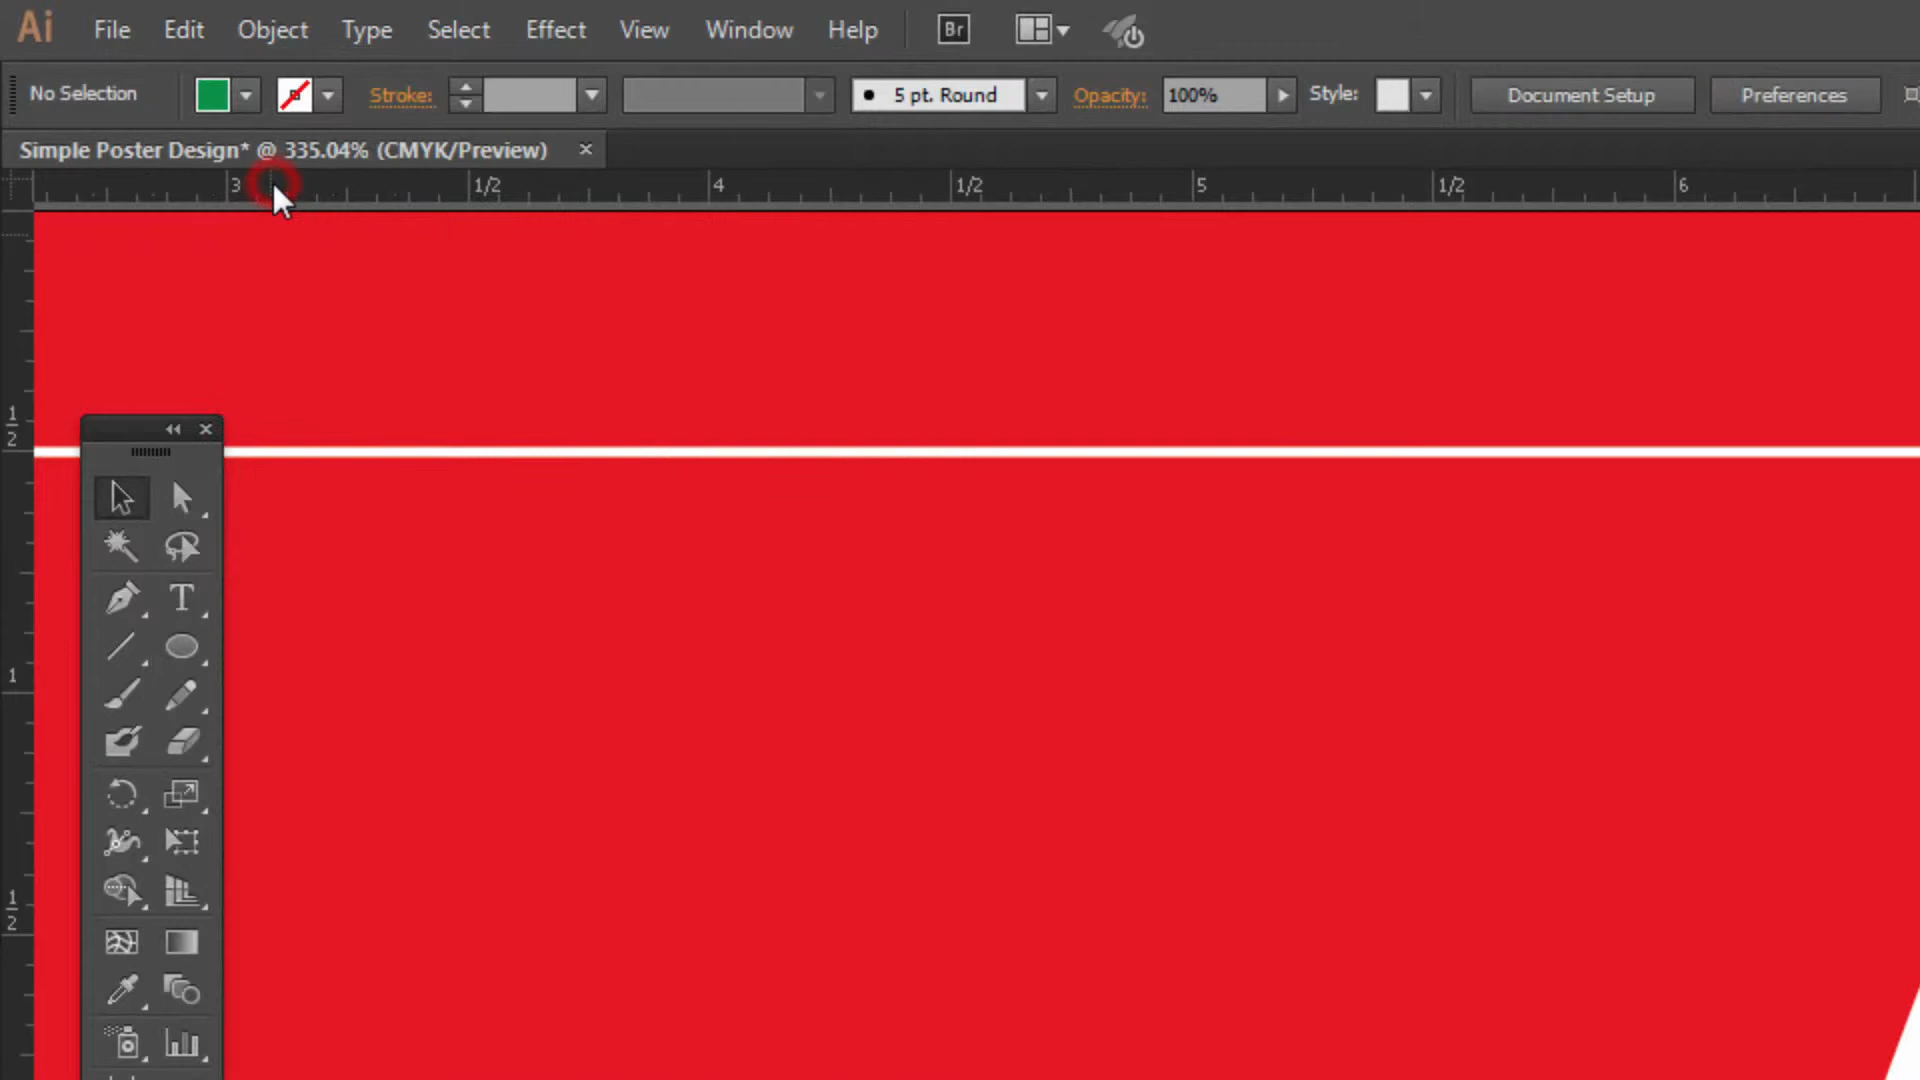 Ai File Edit Object Type Select Effect View Window Help Br
No Selection Stroke: 5 pt. Round Opacity: 100% Style: Document Setup Preferences
Simple Poster Design* @ 335.04% (CMYK/Preview) ×
3 1/2 4 1/2 5 1/2 6
1
2
T
1
1
2